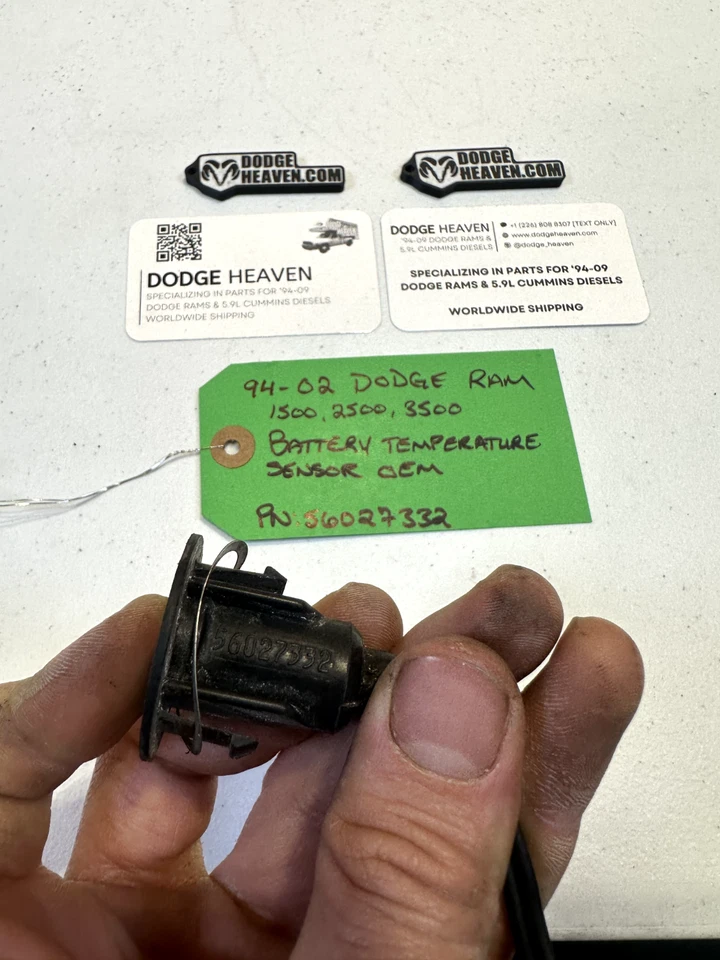 DODGE
HEAVEN.COM
DODGE
HEAVEN.COM
DODGE HEAVEN
SPECIALIZING IN PARTS FOR '94-09
DODGE RAMS & 5.9L CUMMINS DIESELS
WORLDWIDE SHIPPING
DODGE HEAVEN
'94-09 DODGE RAMS &
5.9L CUMMINS DIESELS
+1 (226) 808 8107 [TEXT ONLY]
www.dodgeheaven.com
@dodge_heaven
SPECIALIZING IN PARTS FOR '94-09
DODGE RAMS & 5.9L CUMMINS DIESELS
WORLDWIDE SHIPPING
94-02 DODGE RAM
1500, 2500, 3500
BATTERY TEMPERATURE
SENSOR OEM
PN: 56027332
56027332